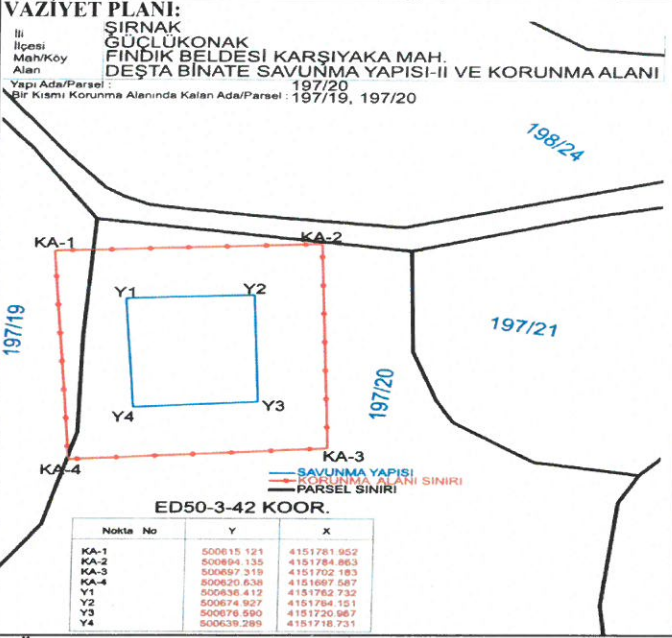 VAZİYET PLANI:
İli ŞIRNAK
İlçesi GÜÇLÜKONAK
Mah/Köy FINDIK BELDESİ KARŞIYAKA MAH.
Alan DEŞTA BİNATE SAVUNMA YAPISI-II VE KORUNMA ALANI
Yapı Ada/Parsel : 197/20
Bir Kısmı Korunma Alanında Kalan Ada/Parsel : 197/19, 197/20
198/24
KA-1
KA-2
Y1
Y2
197/19
197/21
197/20
Y4
Y3
KA-4
KA-3
SAVUNMA YAPISI
KORUNMA ALANI SINIRI
PARSEL SINIRI
ED50-3-42 KOOR.
Nokta No Y X
KA-1 500615.121 4151781.952
KA-2 500694.135 4151784.863
KA-3 500697.319 4151702.183
KA-4 500620.638 4151697.587
Y1 500636.412 4151762.732
Y2 500674.927 4151764.151
Y3 500676.590 4151720.967
Y4 500639.289 4151718.731